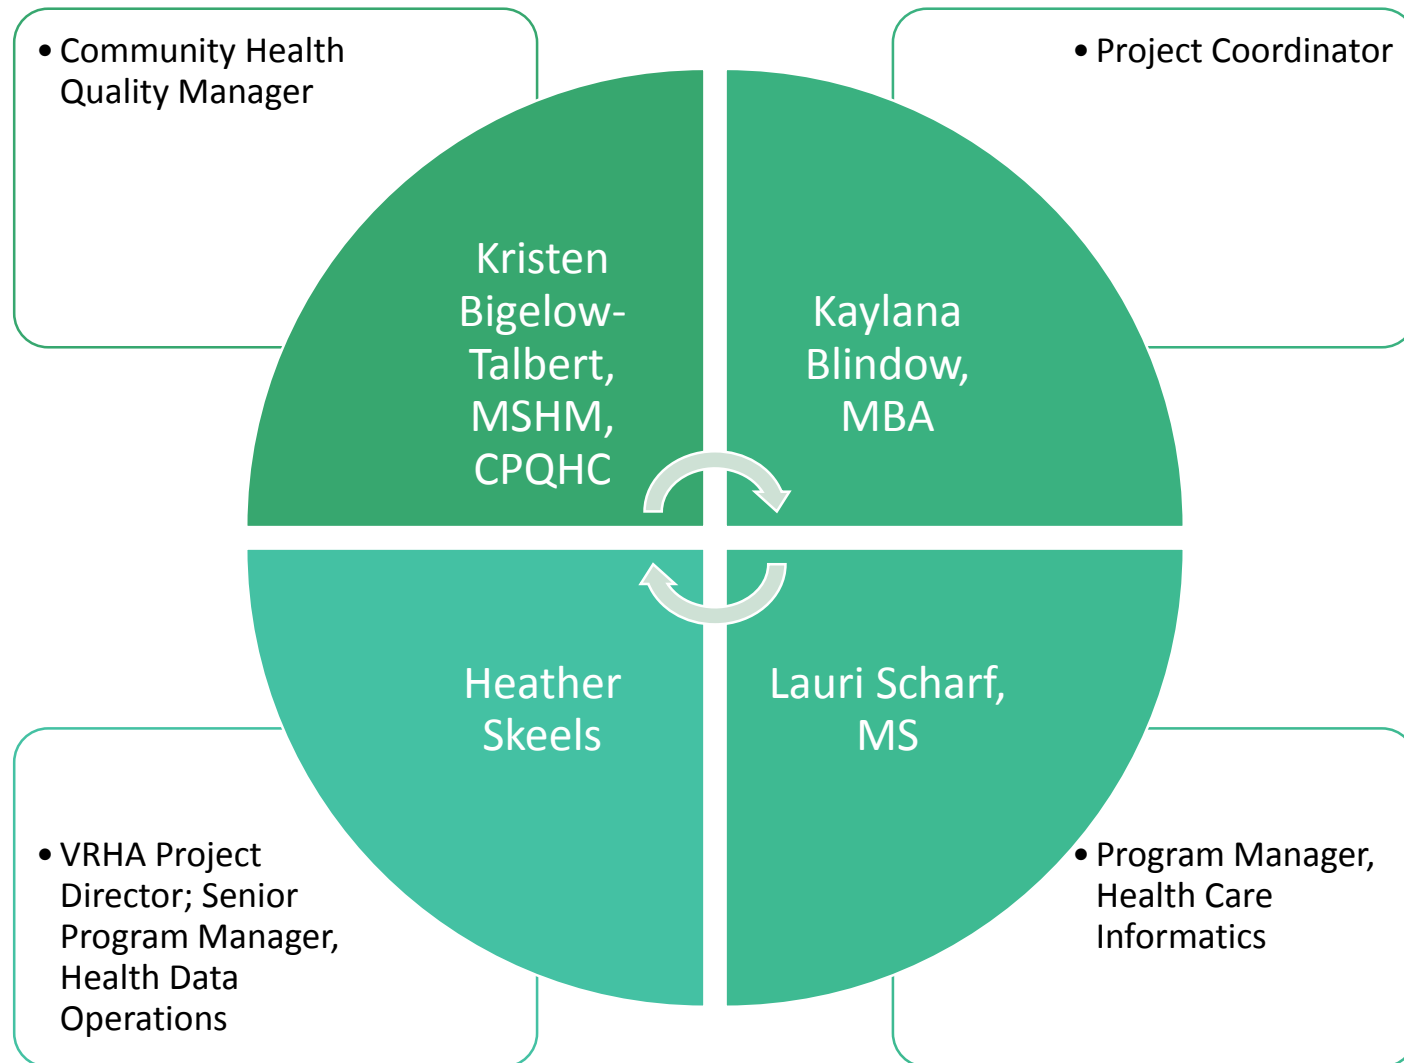 • Community Health
Quality Manager
• Project Coordinator
Kristen
Bigelow-
Talbert,
MSHM,
CPQHC
Kaylana
Blindow,
MBA
Heather
Skeels
Lauri Scharf,
MS
• VRHA Project
Director; Senior
Program Manager,
Health Data
Operations
• Program Manager,
Health Care
Informatics